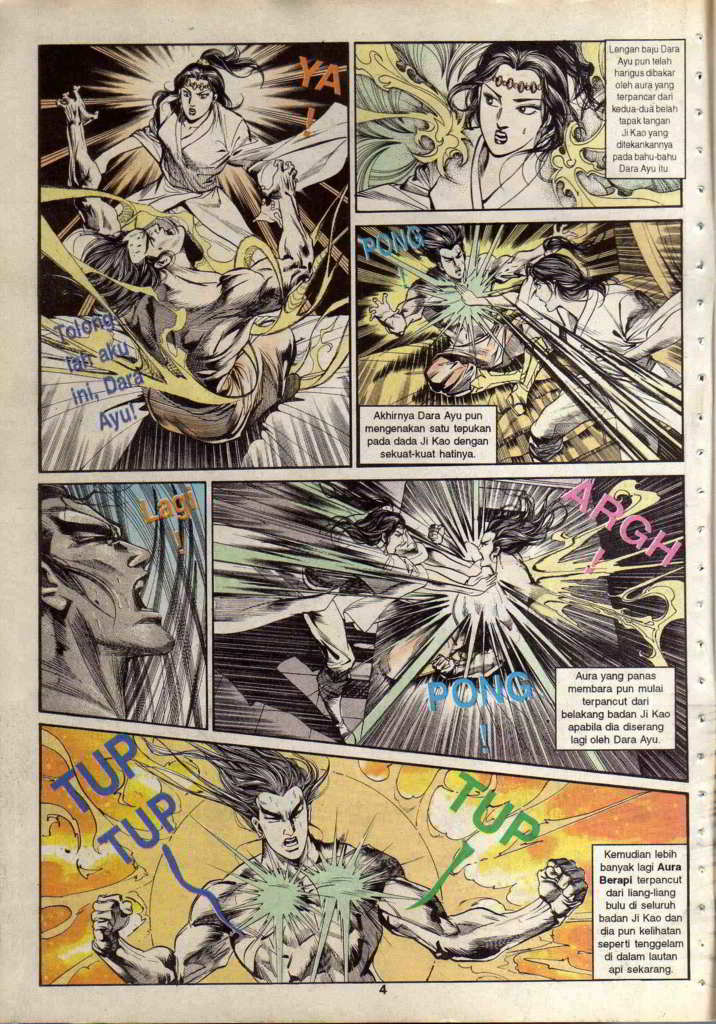 YA
!
Tolong
lah aku
ini, Dara
Ayu!
Lengan baju Dara
Ayu pun telah
hangus dibakar
oleh aura yang
terpancar dari
kedua-dua belah
tapak tangan
Ji Kao yang
ditekankannya
pada bahu-bahu
Dara Ayu itu
PONG
!
Akhirnya Dara Ayu pun
mengenakan satu tepukan
pada dada Ji Kao dengan
sekuat-kuat hatinya.
Lagi
!
ARGH
!
PONG
!
Aura yang panas
membara pun mulai
terpancut dari
belakang badan Ji Kao
apabila dia diserang
lagi oleh Dara Ayu.
TUP
TUP
TUP
Kemudian lebih
banyak lagi Aura
Berapi terpancut
dari liang-liang
bulu di seluruh
badan Ji Kao dan
dia pun kelihatan
seperti tenggelam
di dalam lautan
api sekarang.
4